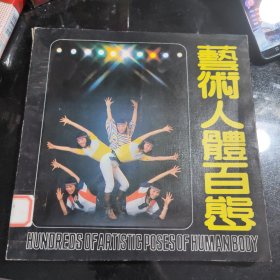 藝術人體百態
HUNDREDS OF ARTISTIC POSES OF HUMAN BODY